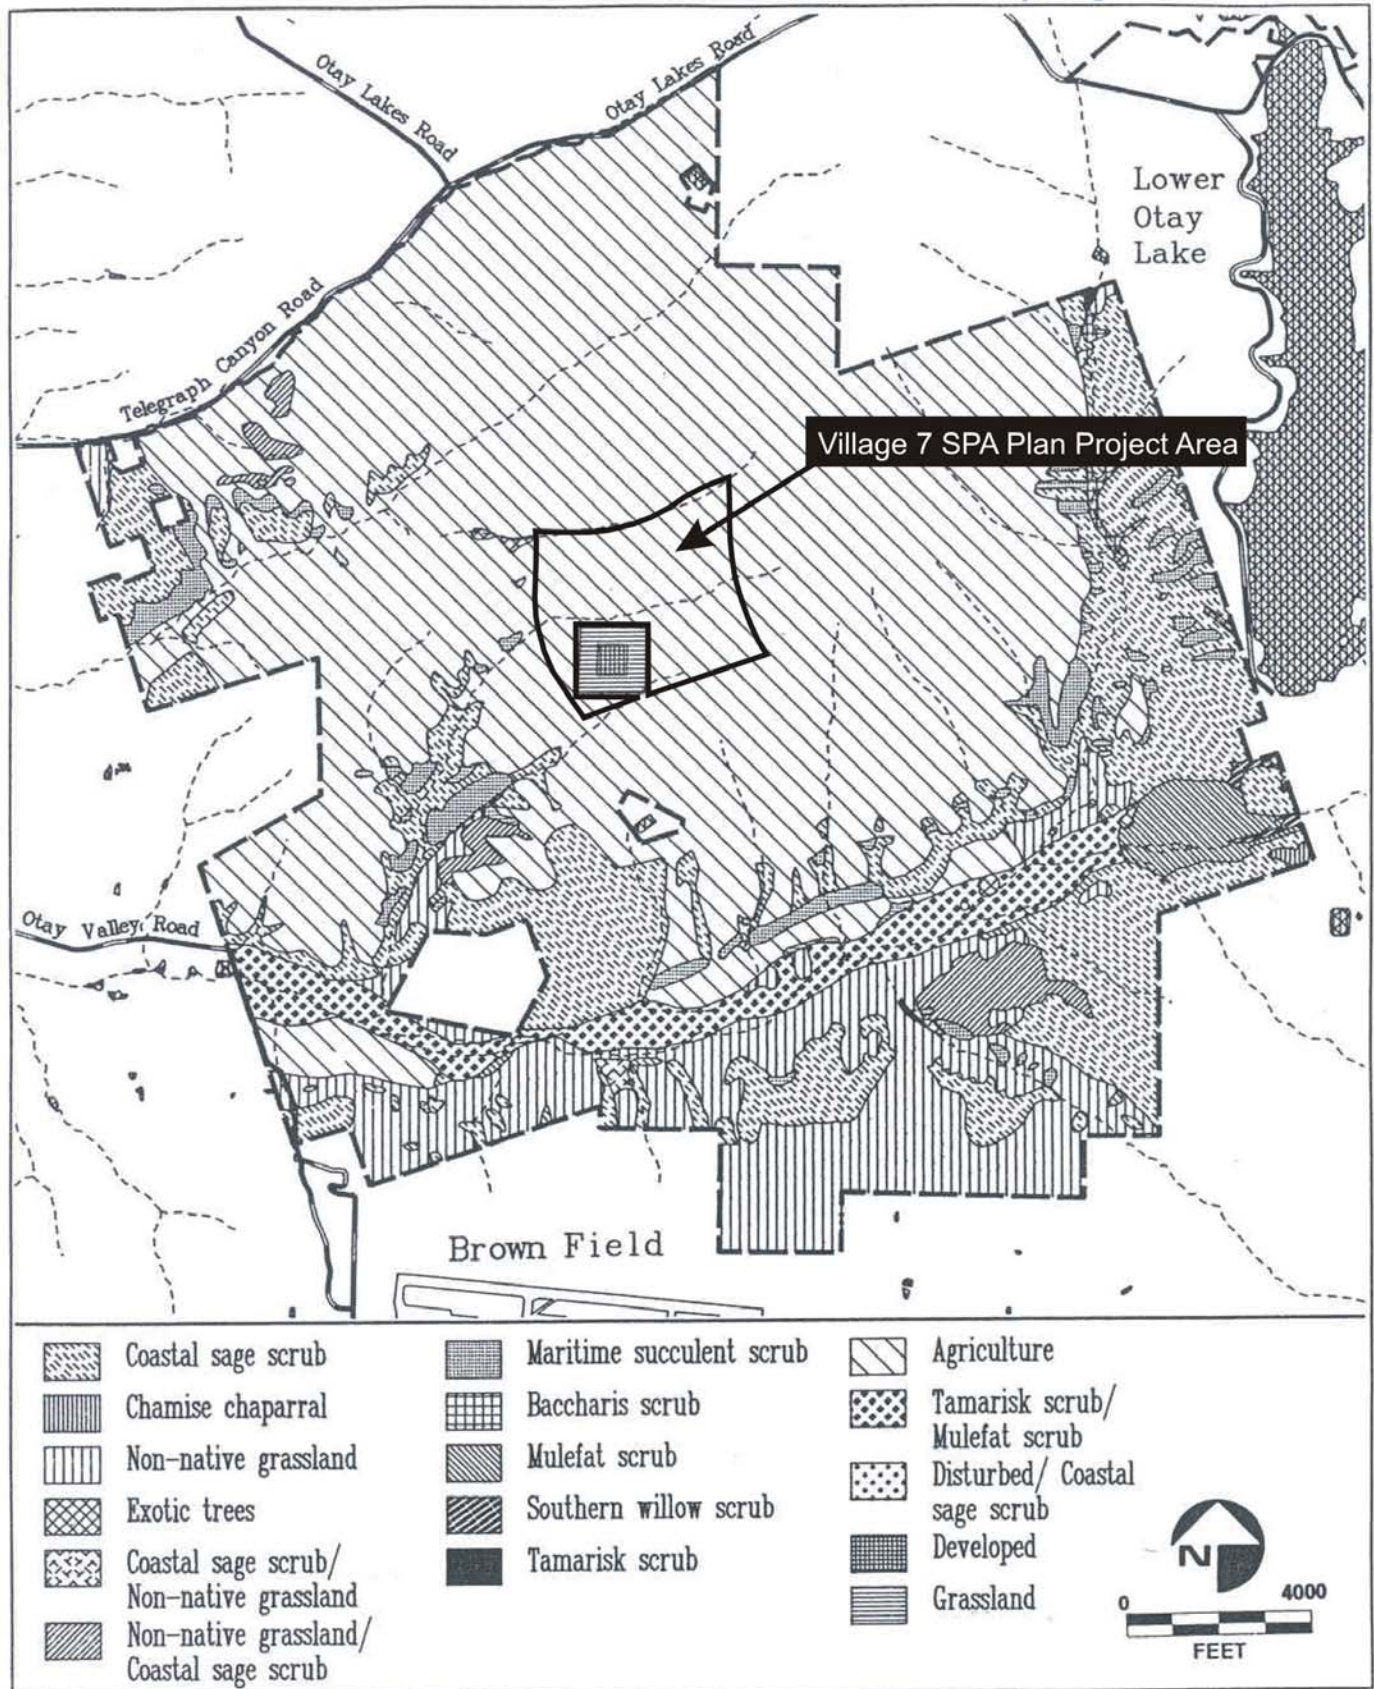 Otay Lakes Road
Otay Lakes Road
Lower
Otay
Lake
Telegraph Canyon Road
Village 7 SPA Plan Project Area
Otay Valley Road
Brown Field
Coastal sage scrub
Chamise chaparral
Non-native grassland
Exotic trees
Coastal sage scrub/
Non-native grassland
Non-native grassland/
Coastal sage scrub
Maritime succulent scrub
Baccharis scrub
Mulefat scrub
Southern willow scrub
Tamarisk scrub
Agriculture
Tamarisk scrub/
Mulefat scrub
Disturbed/ Coastal
sage scrub
Developed
Grassland
N
0 4000
FEET